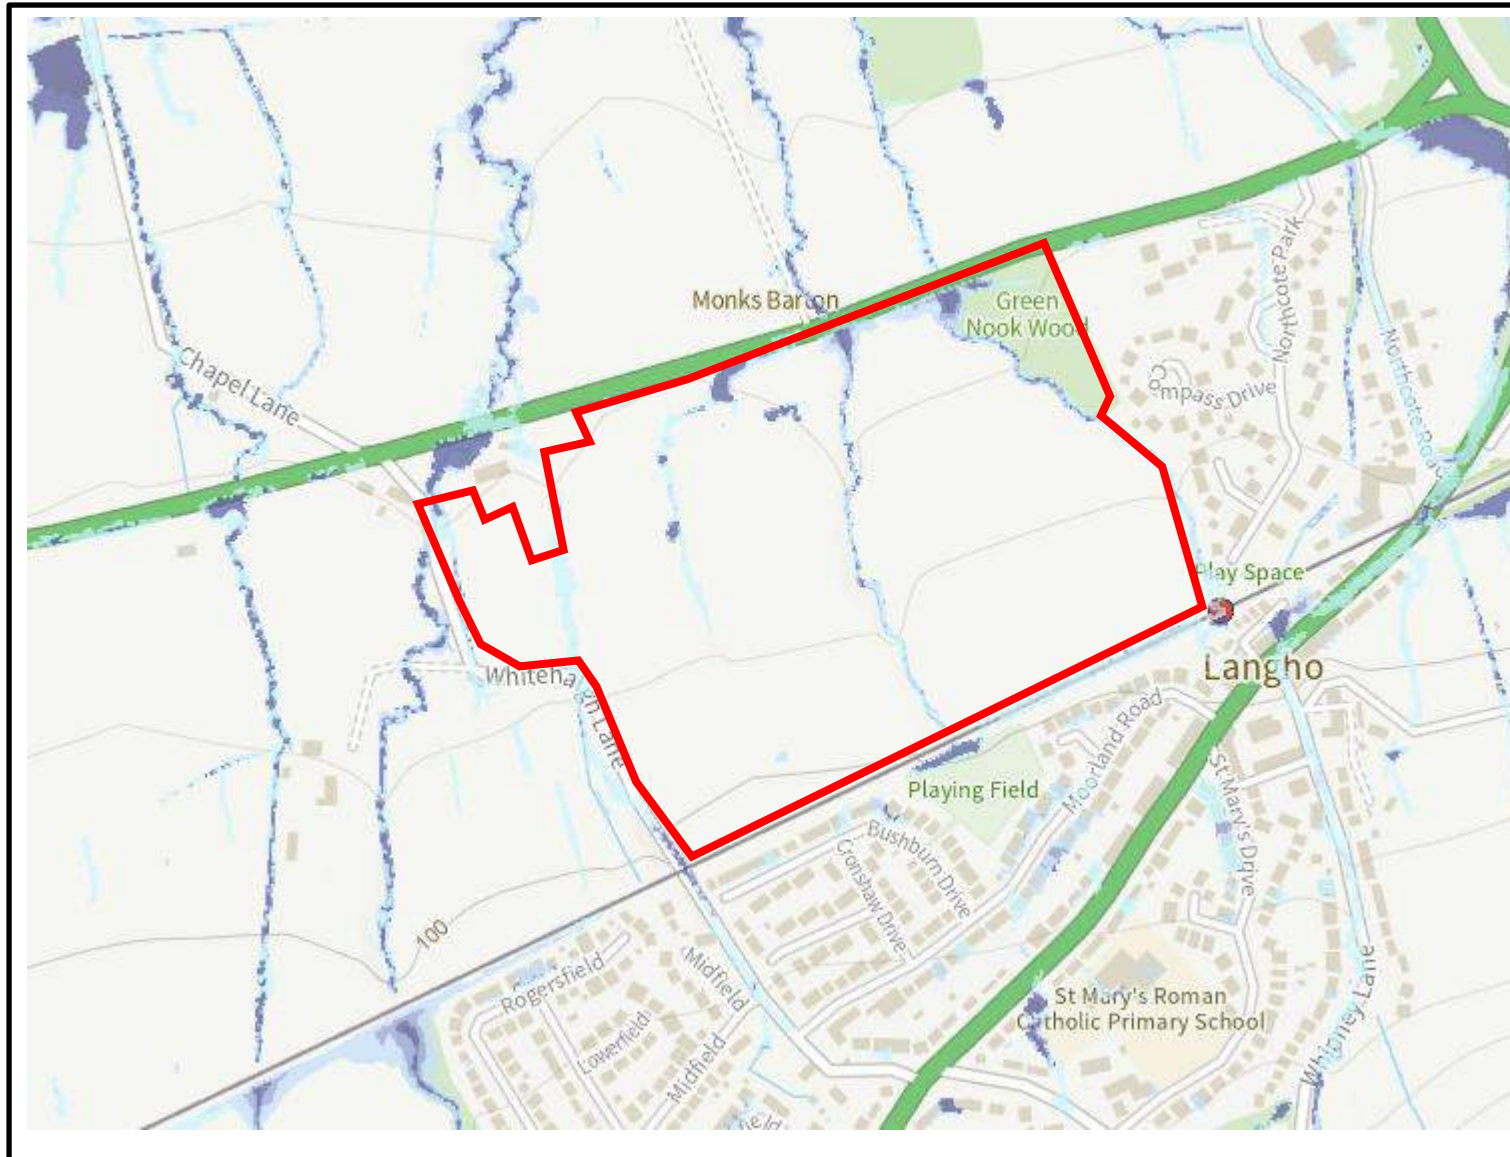 Monks Barton
Green
Nook Wood
Northcote Park
Northcote Road
Compass Drive
Chapel Lane
Play Space
Langho
Whitehalgh Lane
Playing Field
Moorland Road
St Mary's Drive
Bushburn Drive
Cronshaw Drive
100
Rogersfield
Midfield
Lowerfield
Midfield
St Mary's Roman
Catholic Primary School
Whinney Lane